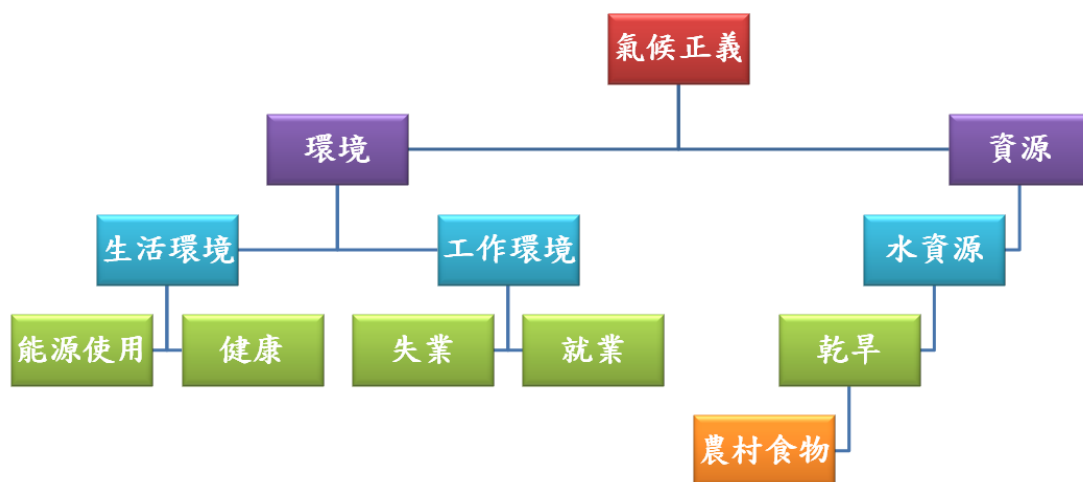 氣候正義
環境
資源
生活環境
工作環境
水資源
能源使用
健康
失業
就業
乾旱
農村食物